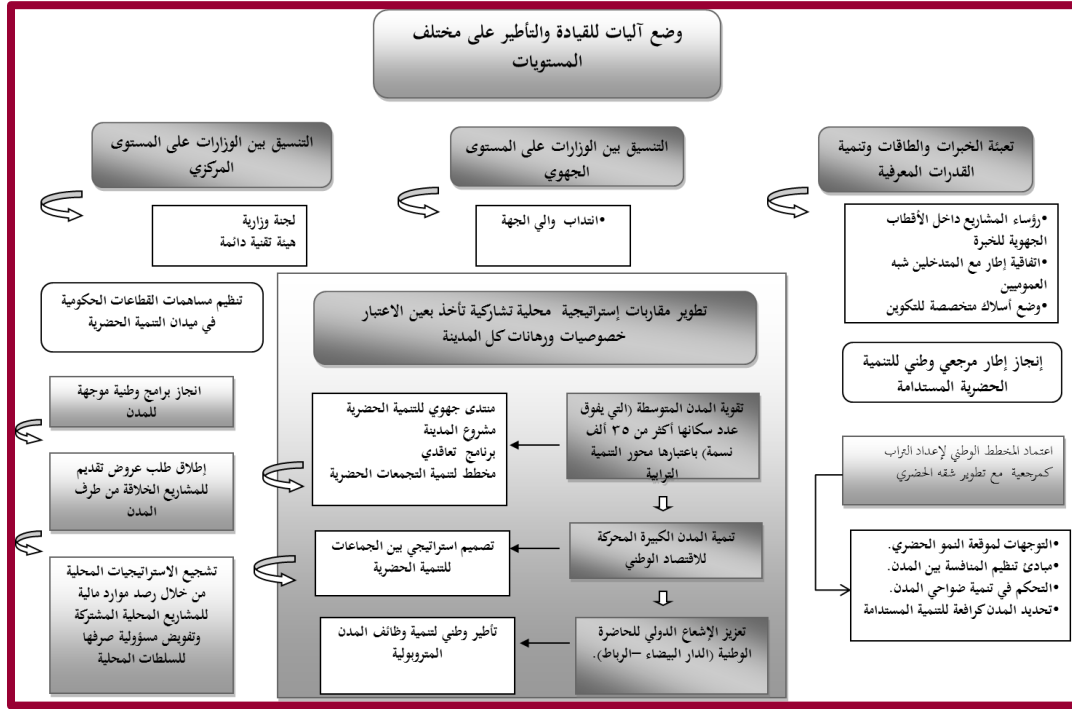 وضع آليات للقيادة والتأطير على مختلف
المستويات
تعبئة الخبرات والطاقات وتنمية
القدرات المعرفية
التنسيق بين الوزارات على المستوى
الجهوي
التنسيق بين الوزارات على المستوى
المركزي
•رؤساء المشاريع داخل الأقطاب
الجهوية للخبرة
•اتفاقية إطار مع المتدخلين شبه
العموميين
•وضع أسلاك متخصصة للتكوين
•انتداب والي الجهة
لجنة وزارية
هيئة تقنية دائمة
إنجاز إطار مرجعي وطني للتنمية
الحضرية المستدامة
اعتماد المخطط الوطني لإعداد التراب
كمرجعية مع تطوير شقه الحضري
•التوجهات لموقعة النمو الحضري.
•مبادئ تنظيم المنافسة بين المدن.
•التحكم في تنمية ضواحي المدن.
•تحديد المدن كرافعة للتنمية المستدامة
تطوير مقاربات إستراتيجية محلية تشاركية تأخذ بعين الاعتبار
خصوصيات ورهانات كل المدينة
تقوية المدن المتوسطة (التي يفوق
عدد سكانها أكثر من ٣٥ ألف
نسمة) باعتبارها محور التنمية
الترابية
منتدى جهوي للتنمية الحضرية
مشروع المدينة
برنامج تعاقدي
مخطط لتنمية التجمعات الحضرية
تنمية المدن الكبيرة المحركة
للاقتصاد الوطني
تصميم استراتيجي بين الجماعات
للتنمية الحضرية
تعزيز الإشعاع الدولي للحاضرة
الوطنية (الدار البيضاء –الرباط).
تأطير وطني لتنمية وظائف المدن
المتروبولية
تنظيم مساهمات القطاعات الحكومية
في ميدان التنمية الحضرية
انجاز برامج وطنية موجهة
للمدن
إطلاق طلب عروض تقديم
للمشاريع الخلاقة من طرف
المدن
تشجيع الاستراتيجيات المحلية
من خلال رصد موارد مالية
للمشاريع المحلية المشتركة
وتفويض مسؤولية صرفها
للسلطات المحلية